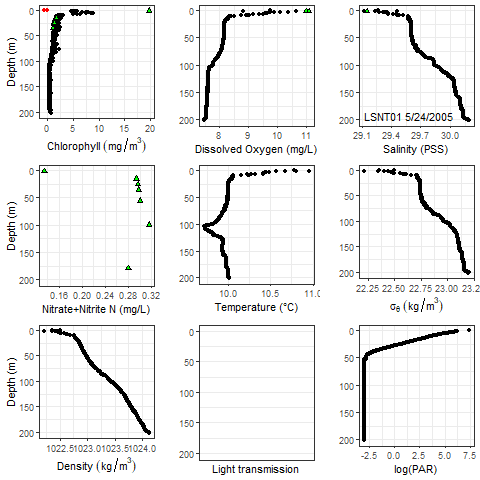 Depth (m)
0
50
100
150
200
0 5 10 15 20
Chlorophyll (mg/m³)
0
50
100
150
200
8 9 10 11
Dissolved Oxygen (mg/L)
0
50
100
150
200
LSNT01 5/24/2005
29.1 29.4 29.7 30.0
Salinity (PSS)
Depth (m)
0
50
100
150
200
0.16 0.20 0.24 0.28 0.32
Nitrate+Nitrite N (mg/L)
0
50
100
150
200
10.0 10.5 11.0
Temperature (°C)
0
50
100
150
200
22.25 22.50 22.75 23.00 23.2
σθ (kg/m³)
Depth (m)
0
50
100
150
200
1022.5 1023.0 1023.5 1024.0
Density (kg/m³)
0
50
100
150
200
Light transmission
0
50
100
150
200
-2.5 0.0 2.5 5.0 7.5
log(PAR)